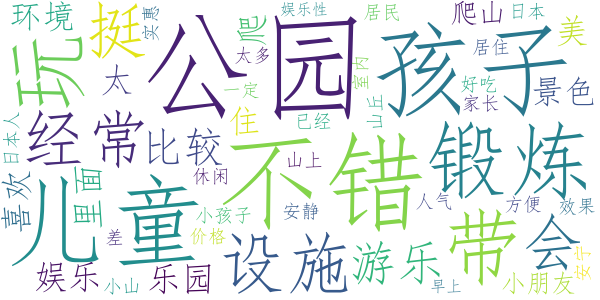 环境
挺
实惠
公园
爬
娱乐性
居民
爬山
日本
玩
太多
孩子
居住
美
太
一定
室内
好吃
景色
家长
日本人
经常
比较
住
已经
山丘
锻炼
不错
喜欢
儿童
里面
休闲
山上
小孩子
安静
人气
方便
效果
差
价格
设施
游乐
带
会
娱乐
小山
乐园
早上
小朋友